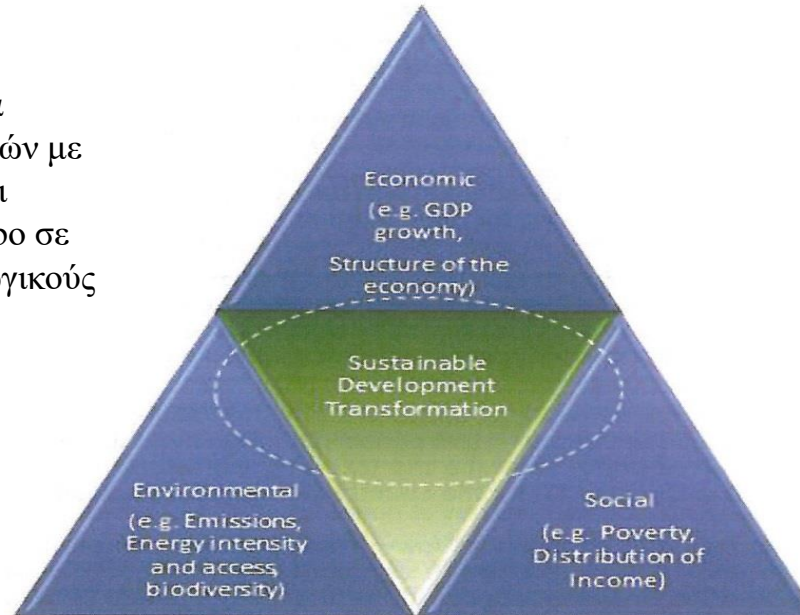 ών με
ρο σε
γικούς
Economic
(e.g. GDP
growth,
Structure of the
economy)
Sustainable
Development
Transformation
Environmental
(e.g. Emissions,
Energy intensity
and access,
biodiversity)
Social
(e.g. Poverty,
Distribution of
Income)